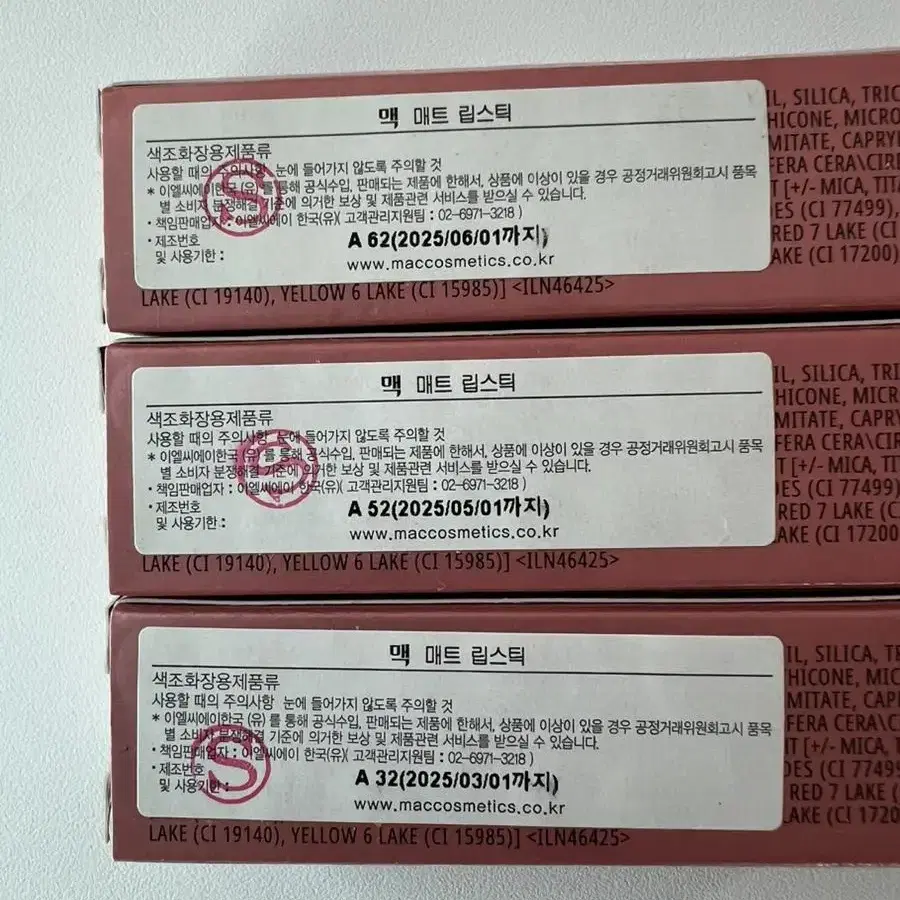 맥 매트 립스틱
색조화장용제품류
사용할 때의 주의사항 눈에 들어가지 않도록 주의할 것
* 이엘씨에이한국 (유)를 통해 공식수입, 판매되는 제품에 한해서, 상품에 이상이 있을 경우 공정거래위원회고시 품목
별 소비자 분쟁해결 기준에 의거한 보상 및 제품관련 서비스를 받으실 수 있습니다.
• 책임판매업자 : 이엘씨에이 한국(유)( 고객관리지원팀 : 02-6971-3218 )
• 제조번호
및 사용기한 :
A 62(2025/06/01까지)
www.maccosmetics.co.kr
IL, SILICA, TRIC
HICONE, MICRO
MITATE, CAPRY
FERA CERA\CIRE
T [+/- MICA, TIT
DES (CI 77499),
RED 7 LAKE (CI
AKE (CI 17200)
LAKE (CI 19140), YELLOW 6 LAKE (CI 15985)] <ILN46425>
맥 매트 립스틱
색조화장용제품류
사용할 때의 주의사항 눈에 들어가지 않도록 주의할 것
* 이엘씨에이한국 (유)를 통해 공식수입, 판매되는 제품에 한해서, 상품에 이상이 있을 경우 공정거래위원회고시 품목
별 소비자 분쟁해결 기준에 의거한 보상 및 제품관련 서비스를 받으실 수 있습니다.
• 책임판매업자 : 이엘씨에이 한국(유)( 고객관리지원팀 : 02-6971-3218 )
• 제조번호
및 사용기한 :
A 52(2025/05/01까지)
www.maccosmetics.co.kr
IL, SILICA, TRI
HICONE, MICR
MITATE, CAPRY
FERA CERA\CIR
T [+/- MICA, TIT
DES (CI 77499)
RED 7 LAKE (C
AKE (CI 17200
LAKE (CI 19140), YELLOW 6 LAKE (CI 15985)] <ILN46425>
맥 매트 립스틱
색조화장용제품류
사용할 때의 주의사항 눈에 들어가지 않도록 주의할 것
* 이엘씨에이한국 (유)를 통해 공식수입, 판매되는 제품에 한해서, 상품에 이상이 있을 경우 공정거래위원회고시 품목
별 소비자 분쟁해결 기준에 의거한 보상 및 제품관련 서비스를 받으실 수 있습니다.
• 책임판매업자 : 이엘씨에이 한국(유)( 고객관리지원팀 : 02-6971-3218 )
• 제조번호
및 사용기한 :
A 32(2025/03/01까지)
www.maccosmetics.co.kr
IL, SILICA, TR
HICONE, MIC
MITATE, CAP
FERA CERA\C
T [+/- MICA, T
DES (CI 7749
RED 7 LAKE (
AKE (CI 1720
LAKE (CI 19140), YELLOW 6 LAKE (CI 15985)] <ILN46425>